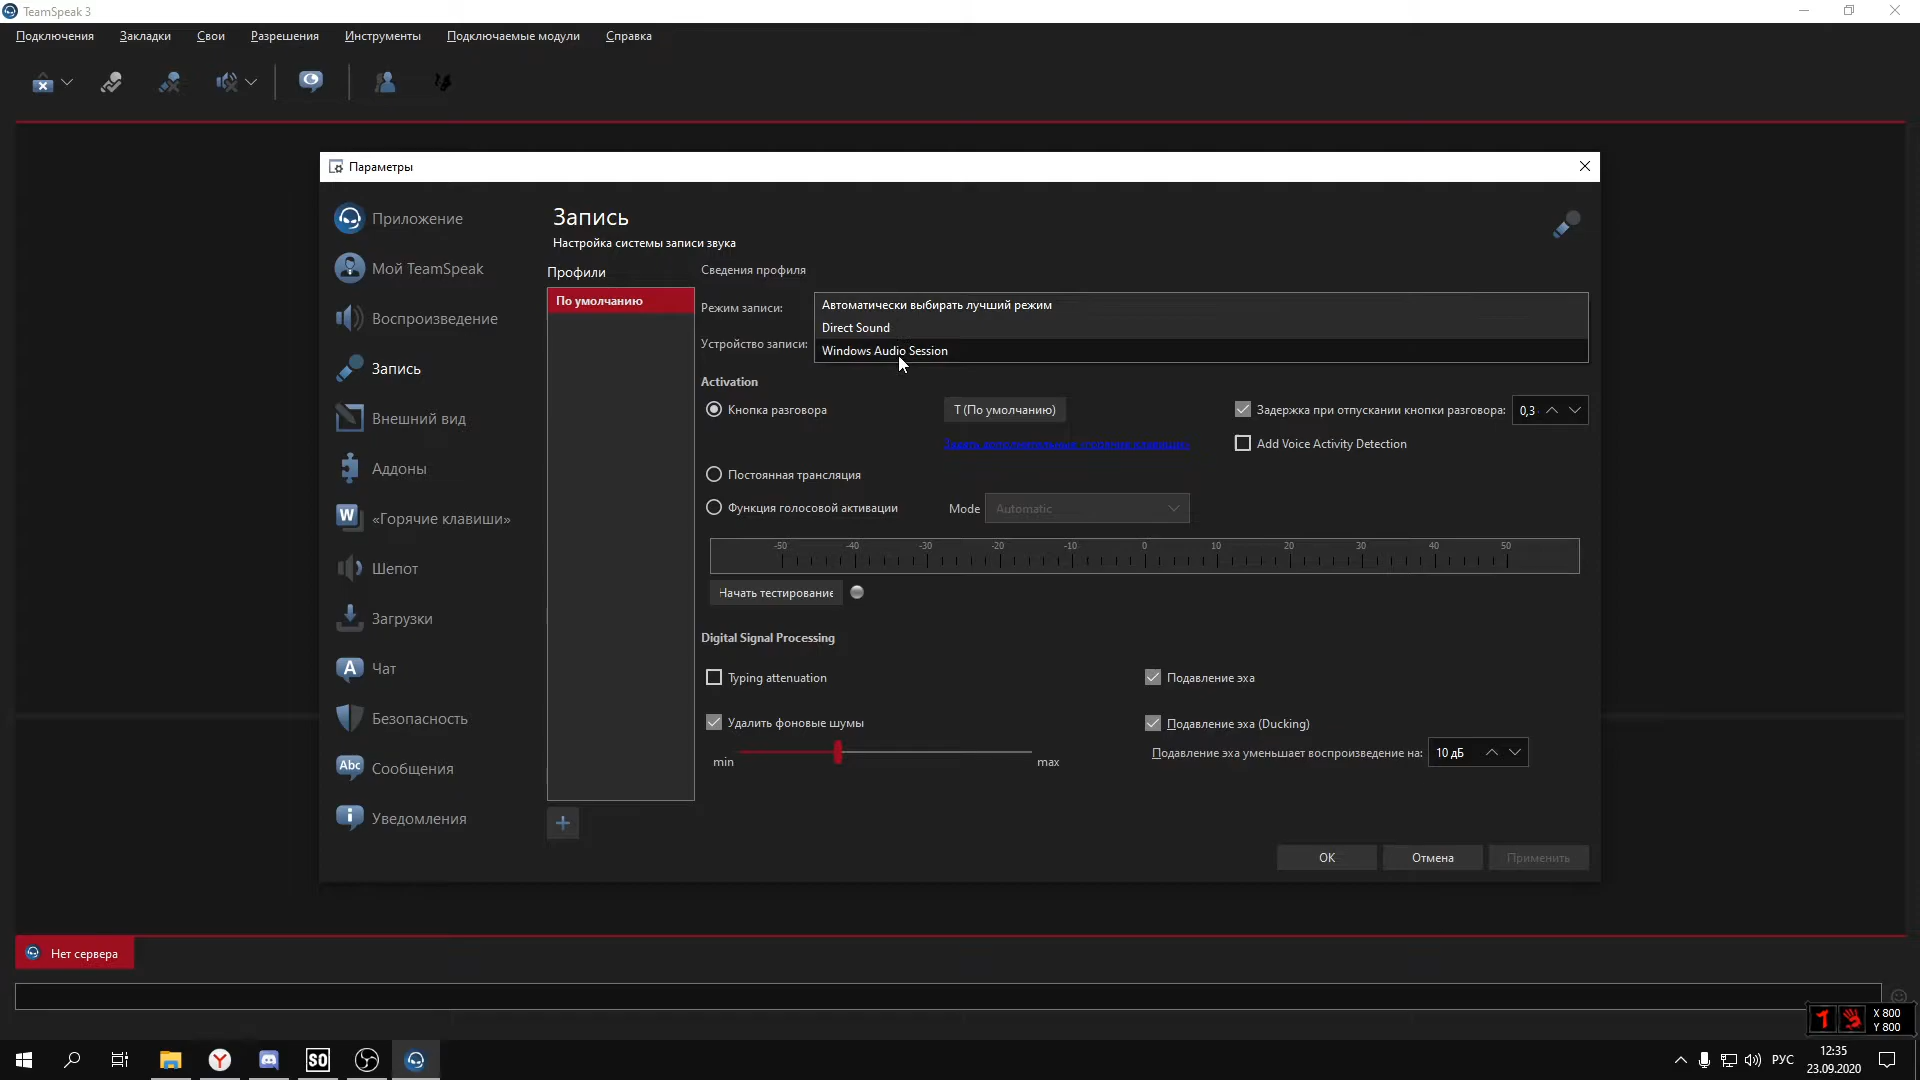 TeamSpeak 3
Подключения Закладки Свои Разрешения Инструменты Подключаемые модули Справка
Параметры
Приложение
Мой TeamSpeak
Воспроизведение
Запись
Внешний вид
Аддоны
W «Горячие клавиши»
Шепот
Загрузки
A Чат
Безопасность
Abc Сообщения
Уведомления
Запись
Настройка системы записи звука
Профили
По умолчанию
Сведения профиля
Режим записи:
Автоматически выбирать лучший режим
Direct Sound
Устройство записи:
Windows Audio Session
Activation
Кнопка разговора T (По умолчанию) Задержка при отпускании кнопки разговора: 0,3
Add Voice Activity Detection
Постоянная трансляция
Функция голосовой активации Mode Automatic
-50 -40 -30 -20 -10 0 10 20 30 40 50
Начать тестирование
Digital Signal Processing
Typing attenuation Подавление эха
Удалить фоновые шумы Подавление эха (Ducking)
min max Подавление эха уменьшает воспроизведение на: 10 дБ
OK Отмена Применить
Нет сервера
X 800
Y 800
SO
РУС
12:35
23.09.2020